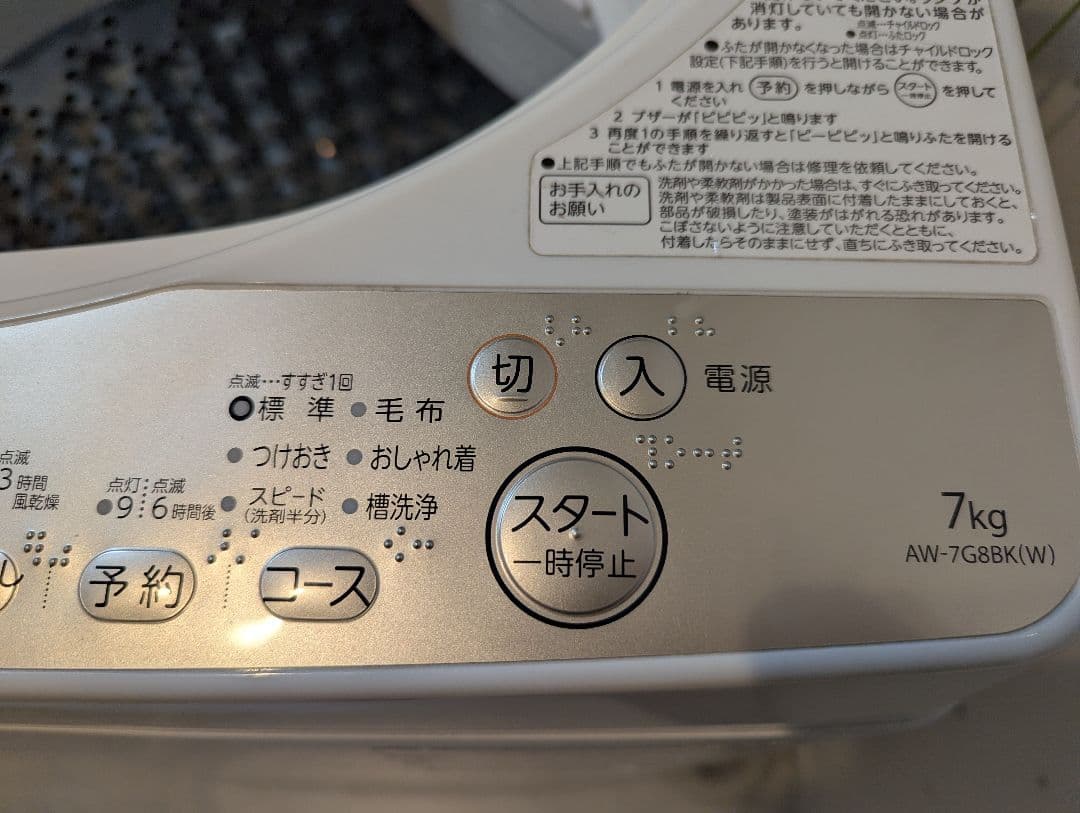 消灯していても開かない場合が
あります。
点滅…チャイルドロック
●点灯…ふたロック
●ふたが開かなくなった場合はチャイルドロック
設定(下記手順)を行うと開けることができます。
1 電源を入れ 予約 を押しながら スタート 一時停止 を押して
ください
2 ブザーが「ピピピッ」と鳴ります
3 再度1の手順を繰り返すと「ピーピピッ」と鳴りふたを開ける
ことができます
●上記手順でもふたが開かない場合は修理を依頼してください。
お手入れの
お願い
洗剤や柔軟剤がかかった場合は、すぐにふき取ってください。
洗剤や柔軟剤は製品表面に付着したままにしておくと、
部品が破損したり、塗装がはがれる恐れがあります。
こぼさないように注意していただくとともに、
付着したらそのままにせず、直ちにふき取ってください。
切 入 電源
点滅…すすぎ1回
標準 毛布
つけおき おしゃれ着
スピード
(洗剤半分)
槽洗浄
点滅
3時間
風乾燥
点灯:点滅
9:6時間後
予約
コース
スタート
一時停止
7kg
AW-7G8BK(W)